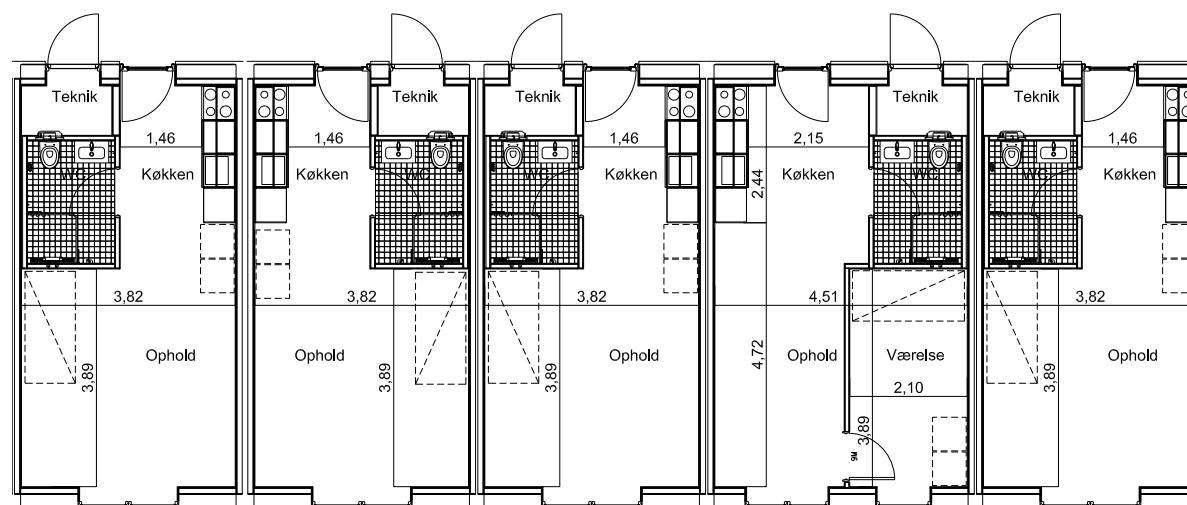 Teknik
Teknik
Teknik
Teknik
Teknik
1,46
1,46
1,46
2,15
1,46
WC
Køkken
Køkken
WC
WC
Køkken
Køkken
WC
WC
Køkken
2,44
3,82
3,82
3,82
4,51
3,82
Ophold
Ophold
Ophold
Ophold
Værelse
Ophold
3,89
3,89
3,89
4,72
2,10
3,89
3,89
M9